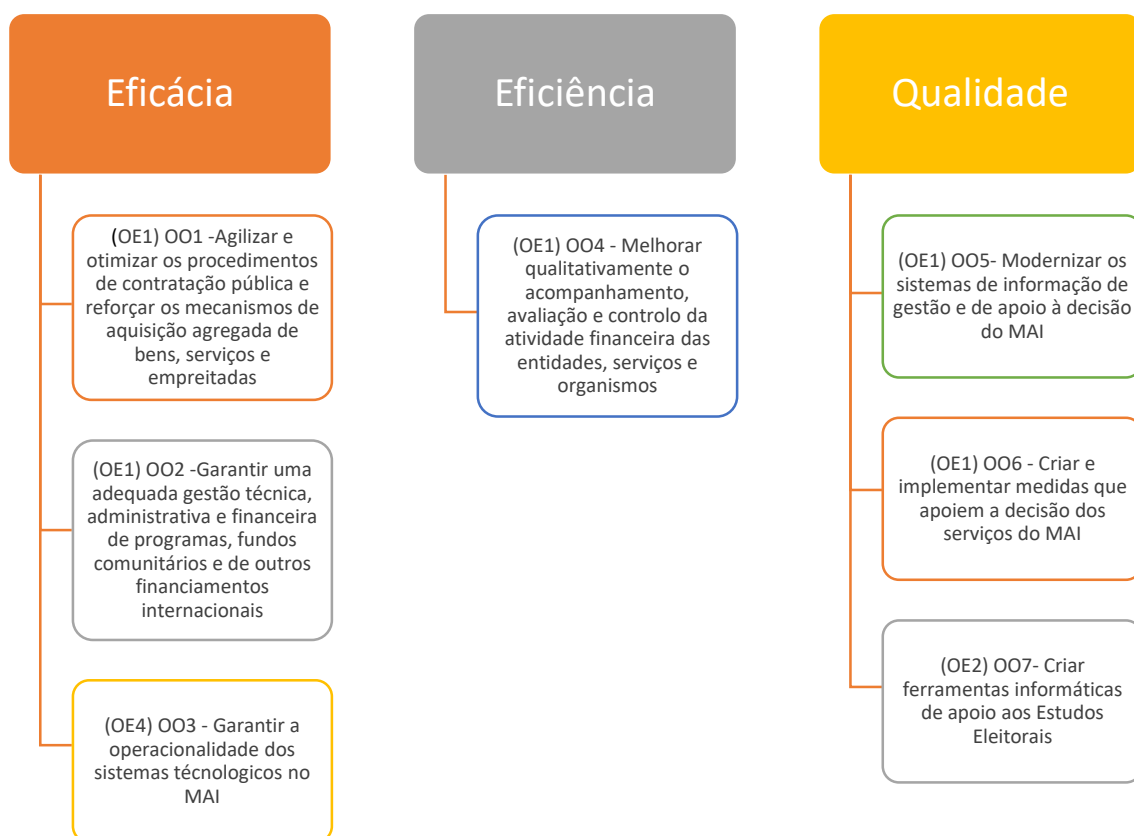 Eficácia
(OE1) OO1 -Agilizar e
otimizar os procedimentos
de contratação pública e
reforçar os mecanismos de
aquisição agregada de
bens, serviços e
empreitadas
(OE1) OO2 -Garantir uma
adequada gestão técnica,
administrativa e financeira
de programas, fundos
comunitários e de outros
financiamentos
internacionais
(OE4) OO3 - Garantir a
operacionalidade dos
sistemas técnologicos no
MAI
Eficiência
(OE1) OO4 - Melhorar
qualitativamente o
acompanhamento,
avaliação e controlo da
atividade financeira das
entidades, serviços e
organismos
Qualidade
(OE1) OO5- Modernizar os
sistemas de informação de
gestão e de apoio à decisão
do MAI
(OE1) OO6 - Criar e
implementar medidas que
apoiem a decisão dos
serviços do MAI
(OE2) OO7- Criar
ferramentas informáticas
de apoio aos Estudos
Eleitorais